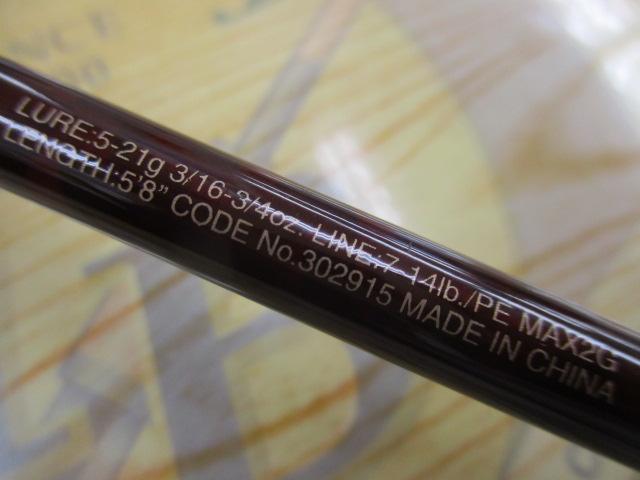 LURE:5-21g 3/16-3/4oz. LINE:7-14lb./PE MAX2G
LENGTH:5'8" CODE No.302915 MADE IN CHINA